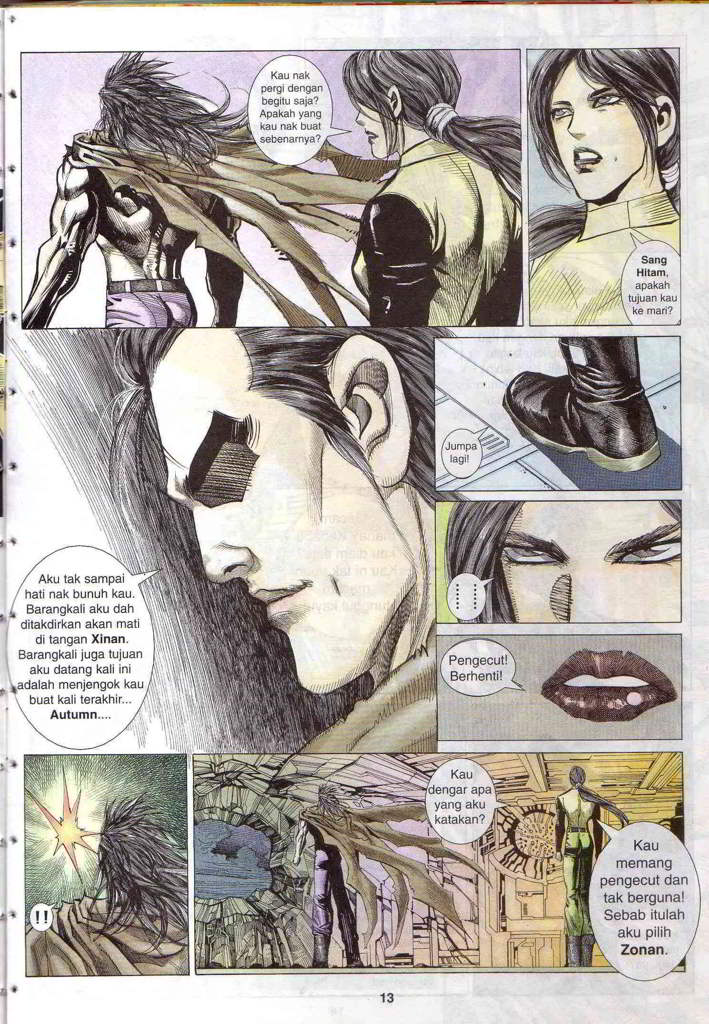 Kau nak
pergi dengan
begitu saja?
Apakah yang
kau nak buat
sebenarnya?
Sang
Hitam,
apakah
tujuan kau
ke mari?
Aku tak sampai
hati nak bunuh kau.
Barangkali aku dah
ditakdirkan akan mati
di tangan Xinan.
Barangkali juga tujuan
aku datang kali ini
adalah menjengok kau
buat kali terakhir...
Autumn....
Jumpa
lagi!
Pengecut!
Berhenti!
!!
Kau
dengar apa
yang aku
katakan?
Kau
memang
pengecut dan
tak berguna!
Sebab itulah
aku pilih
Zonan.
13